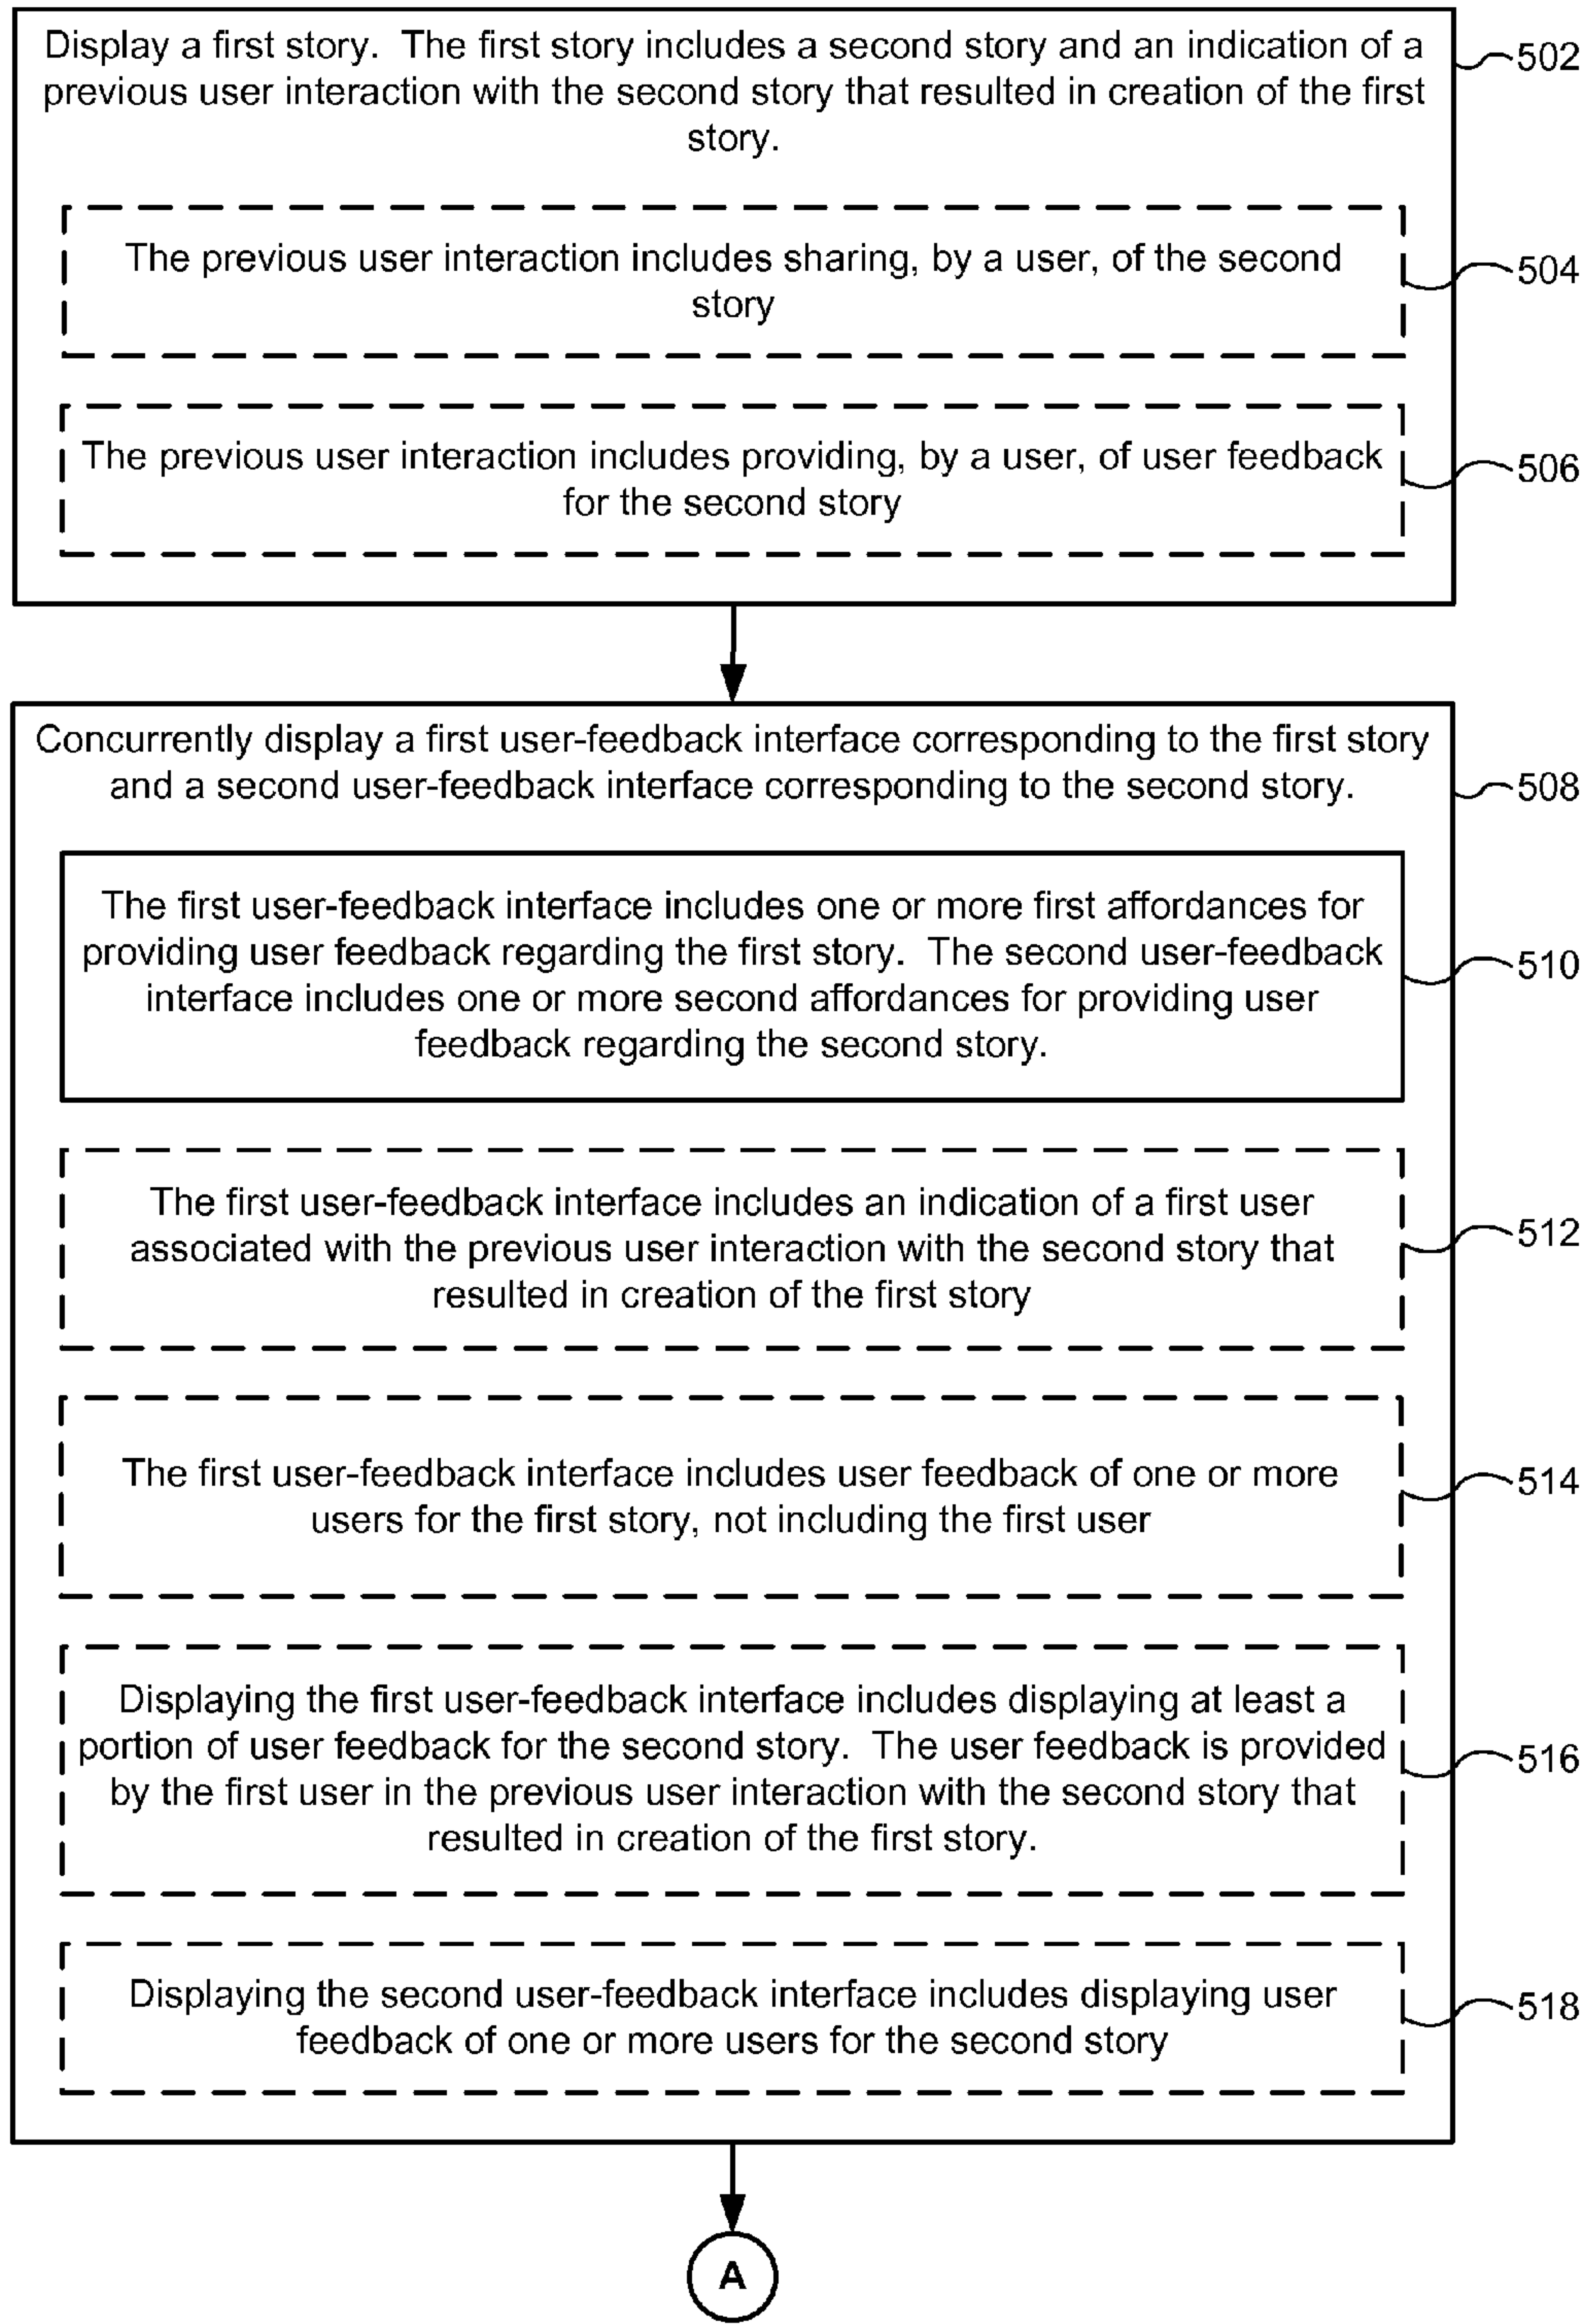 Display a first story.  The first story includes a second story and an indication of a
previous user interaction with the second story that resulted in creation of the first
story.
502
The previous user interaction includes sharing, by a user, of the second
story
504
The previous user interaction includes providing, by a user, of user feedback
for the second story
506
Concurrently display a first user-feedback interface corresponding to the first story
and a second user-feedback interface corresponding to the second story.
508
The first user-feedback interface includes one or more first affordances for
providing user feedback regarding the first story.  The second user-feedback
interface includes one or more second affordances for providing user
feedback regarding the second story.
510
The first user-feedback interface includes an indication of a first user
associated with the previous user interaction with the second story that
resulted in creation of the first story
512
The first user-feedback interface includes user feedback of one or more
users for the first story, not including the first user
514
Displaying the first user-feedback interface includes displaying at least a
portion of user feedback for the second story.  The user feedback is provided
by the first user in the previous user interaction with the second story that
resulted in creation of the first story.
516
Displaying the second user-feedback interface includes displaying user
feedback of one or more users for the second story
518
A